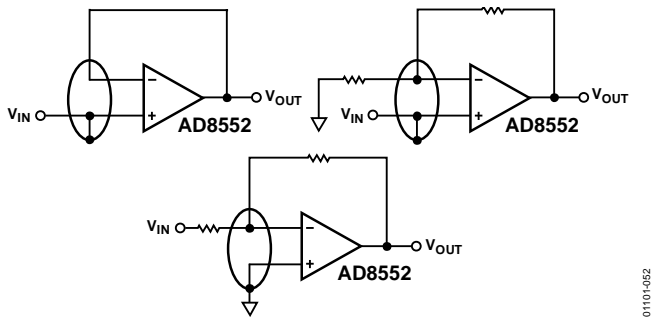 V_IN
−
+
AD8552
V_OUT
V_IN
−
+
AD8552
V_OUT
V_IN
−
+
AD8552
V_OUT
01101-052